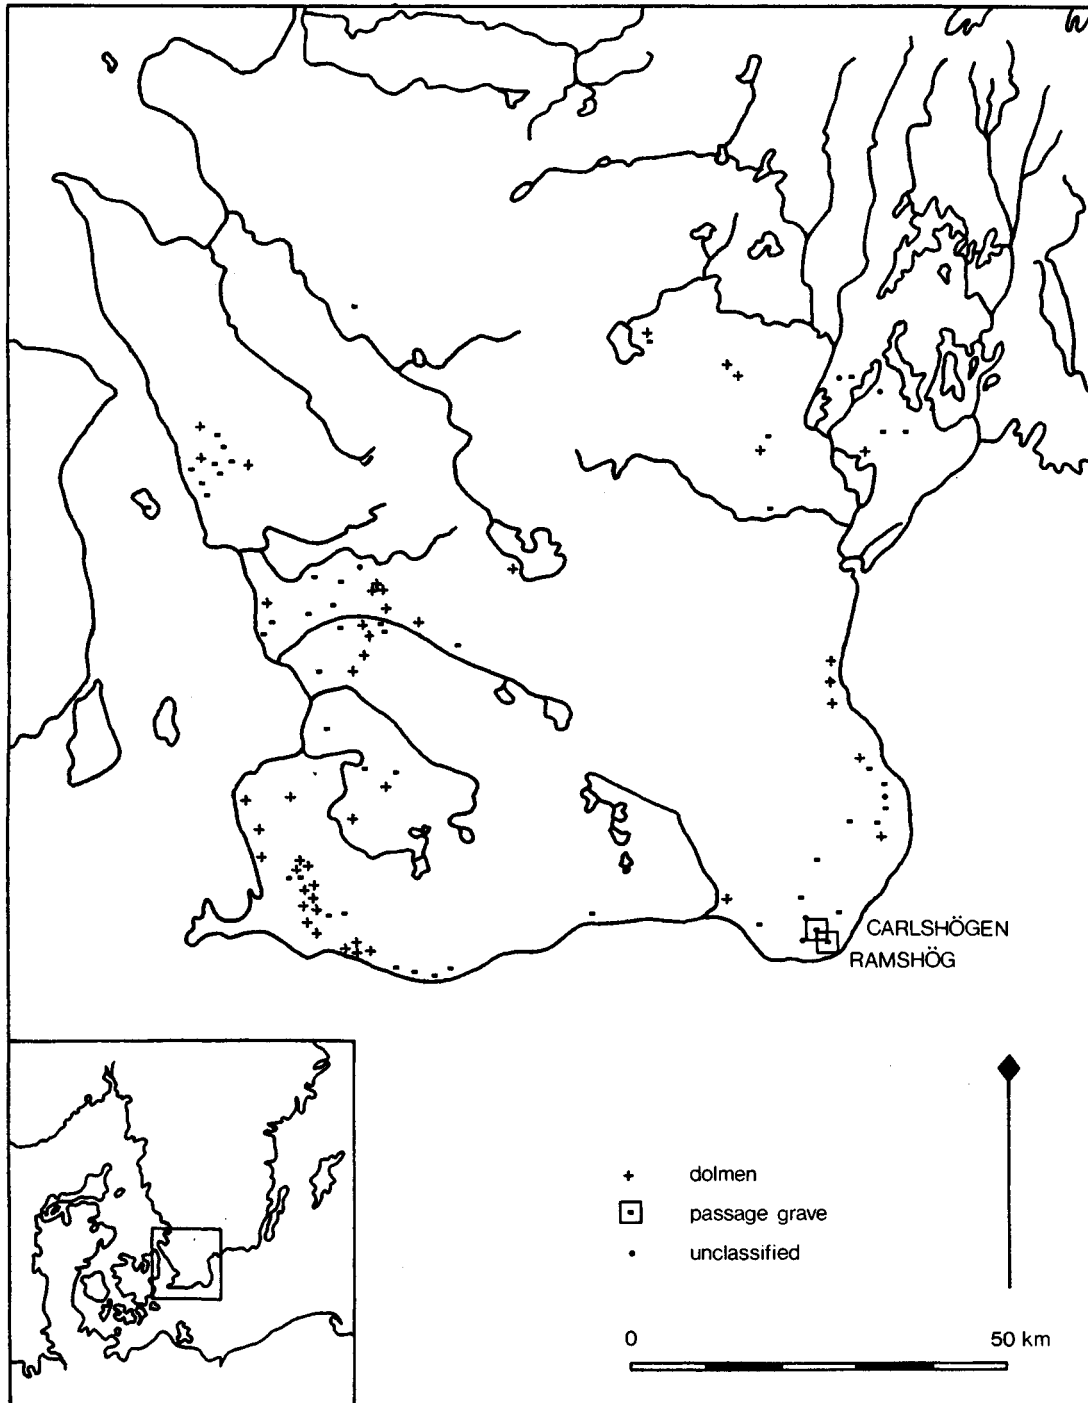 CARLSHÖGEN
RAMSHÖG
dolmen
passage grave
unclassified
0 50 km